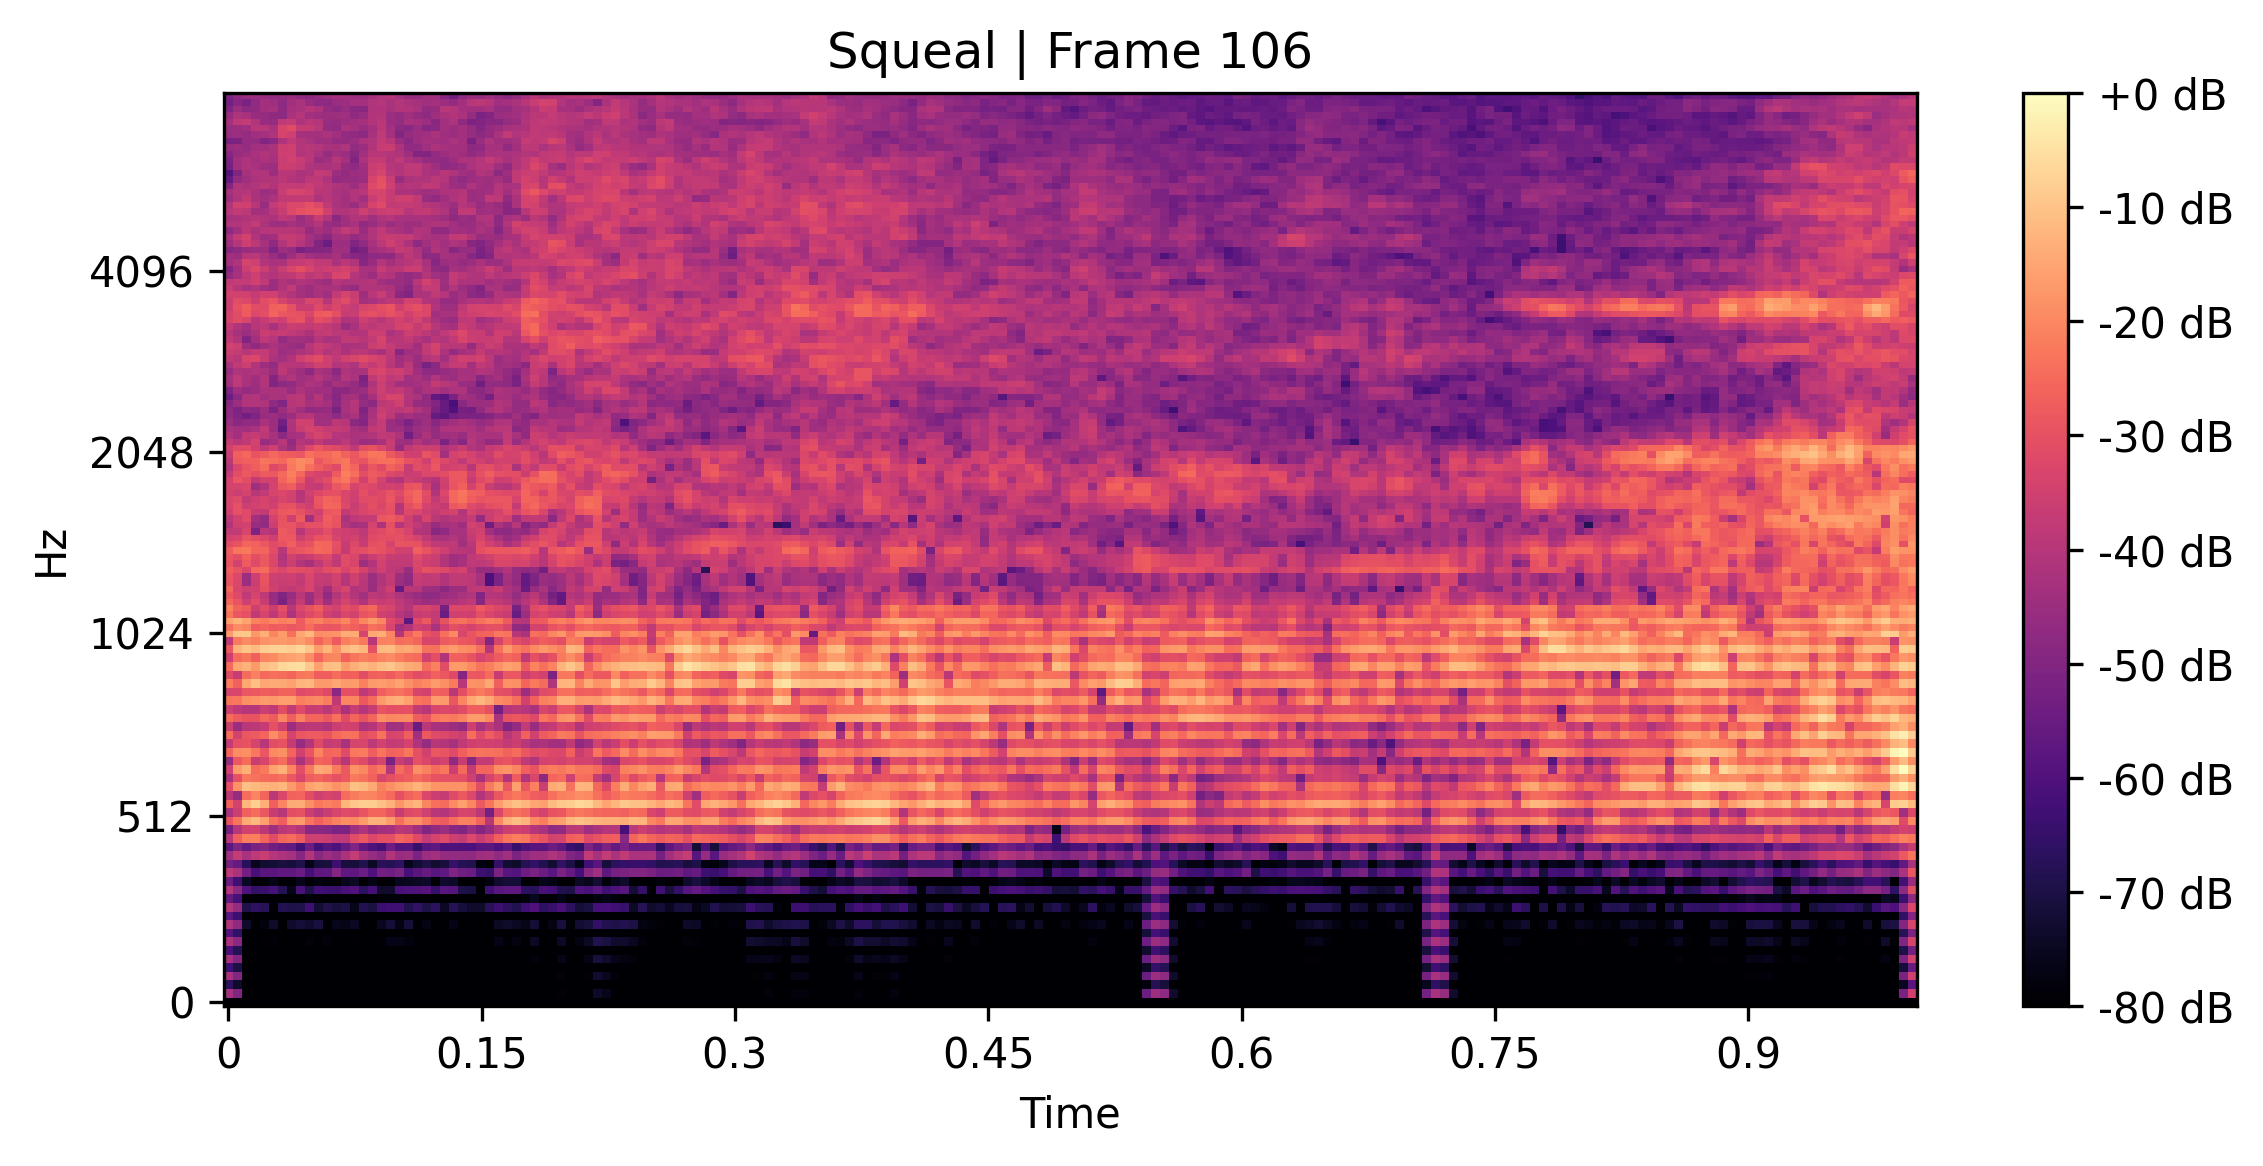 Squeal | Frame 106
Hz
4096
2048
1024
512
0
0 0.15 0.3 0.45 0.6 0.75 0.9
Time
+0 dB
-10 dB
-20 dB
-30 dB
-40 dB
-50 dB
-60 dB
-70 dB
-80 dB